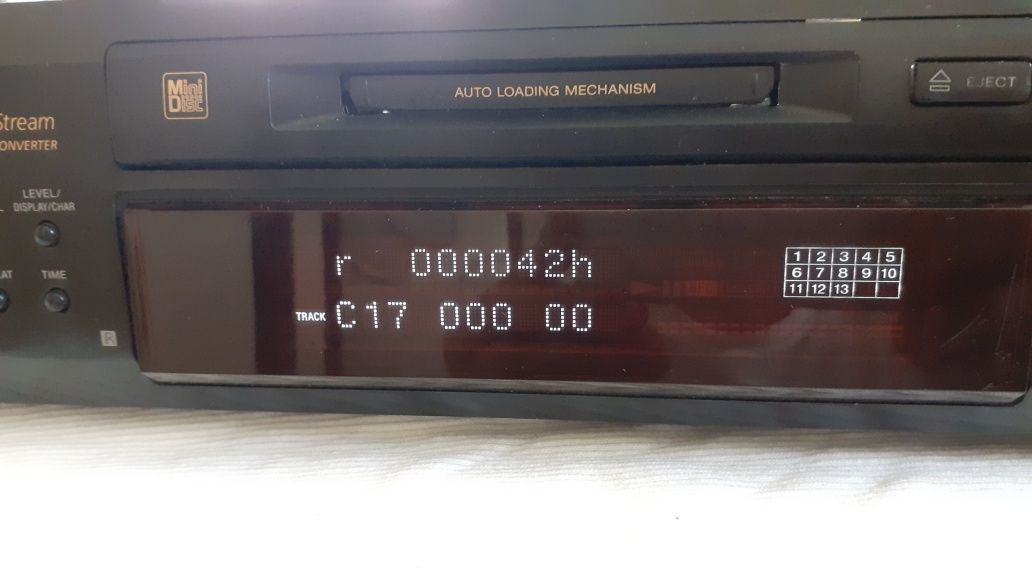 Mini
Disc
AUTO LOADING MECHANISM
EJECT
Stream
ONVERTER
LEVEL/
DISPLAY/CHAR
TIME
R
r 000042h
TRACK C17 000 00
1 2 3 4 5
6 7 8 9 10
11 12 13